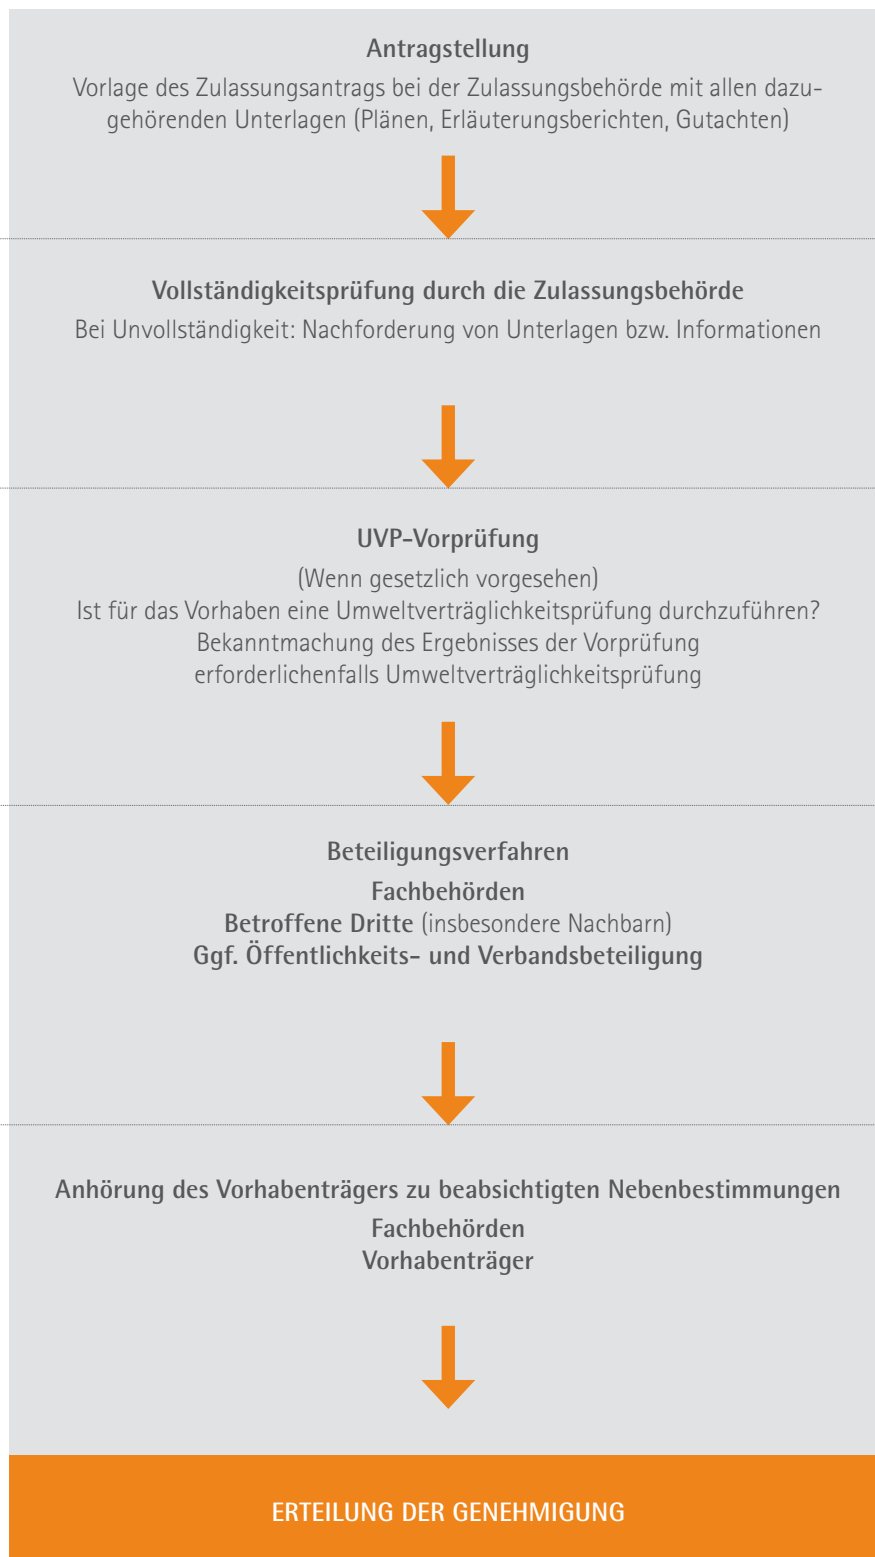 Antragstellung
Vorlage des Zulassungsantrags bei der Zulassungsbehörde mit allen dazu-
gehörenden Unterlagen (Plänen, Erläuterungsberichten, Gutachten)
Vollständigkeitsprüfung durch die Zulassungsbehörde
Bei Unvollständigkeit: Nachforderung von Unterlagen bzw. Informationen
UVP-Vorprüfung
(Wenn gesetzlich vorgesehen)
Ist für das Vorhaben eine Umweltverträglichkeitsprüfung durchzuführen?
Bekanntmachung des Ergebnisses der Vorprüfung
erforderlichenfalls Umweltverträglichkeitsprüfung
Beteiligungsverfahren
Fachbehörden
Betroffene Dritte (insbesondere Nachbarn)
Ggf. Öffentlichkeits- und Verbandsbeteiligung
Anhörung des Vorhabenträgers zu beabsichtigten Nebenbestimmungen
Fachbehörden
Vorhabenträger
ERTEILUNG DER GENEHMIGUNG